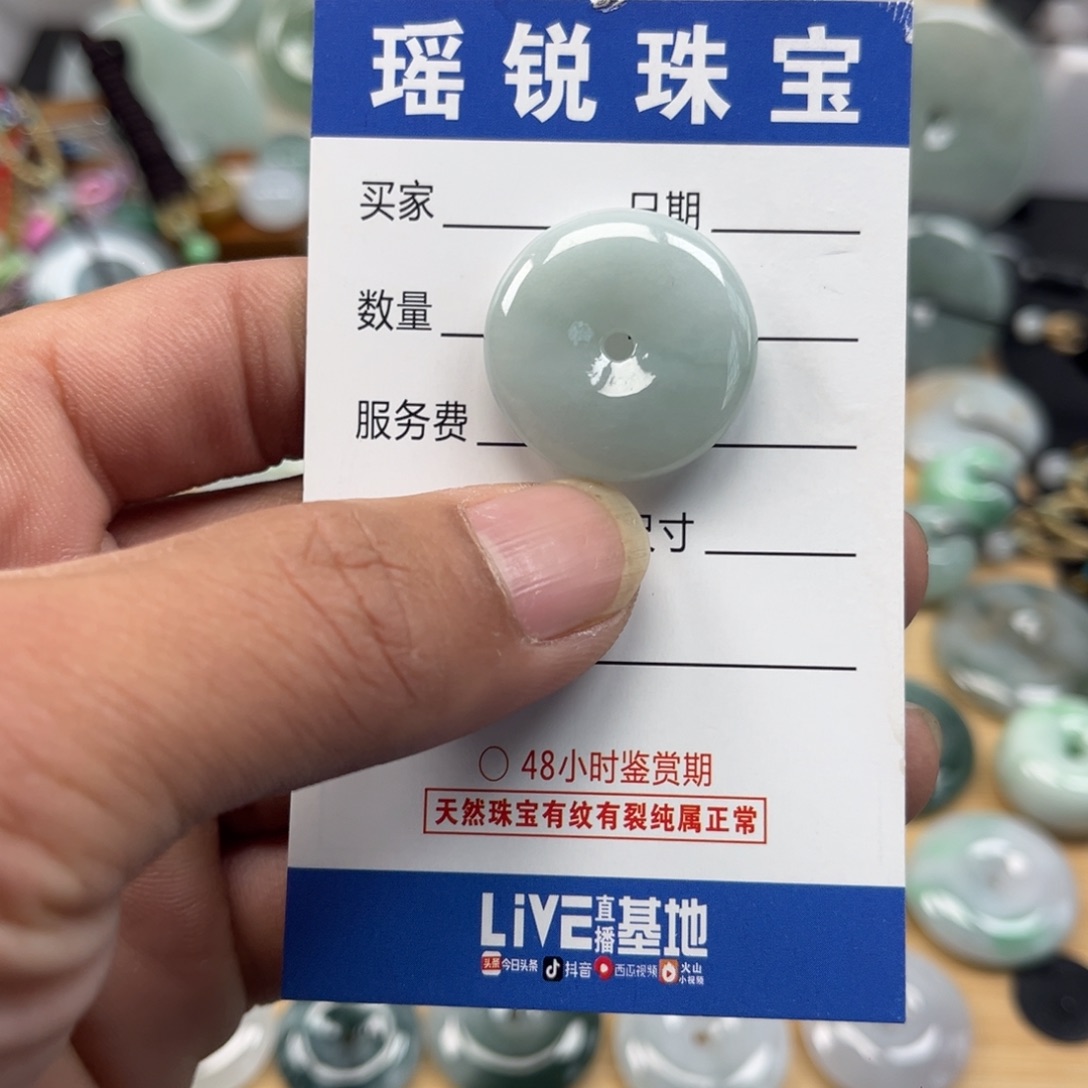 瑶锐珠宝
买家 日期
数量
服务费
寸
48小时鉴赏期
天然珠宝有纹有裂纯属正常
LiVE直播基地
头条 今日头条 抖音 西瓜视频 火山小视频